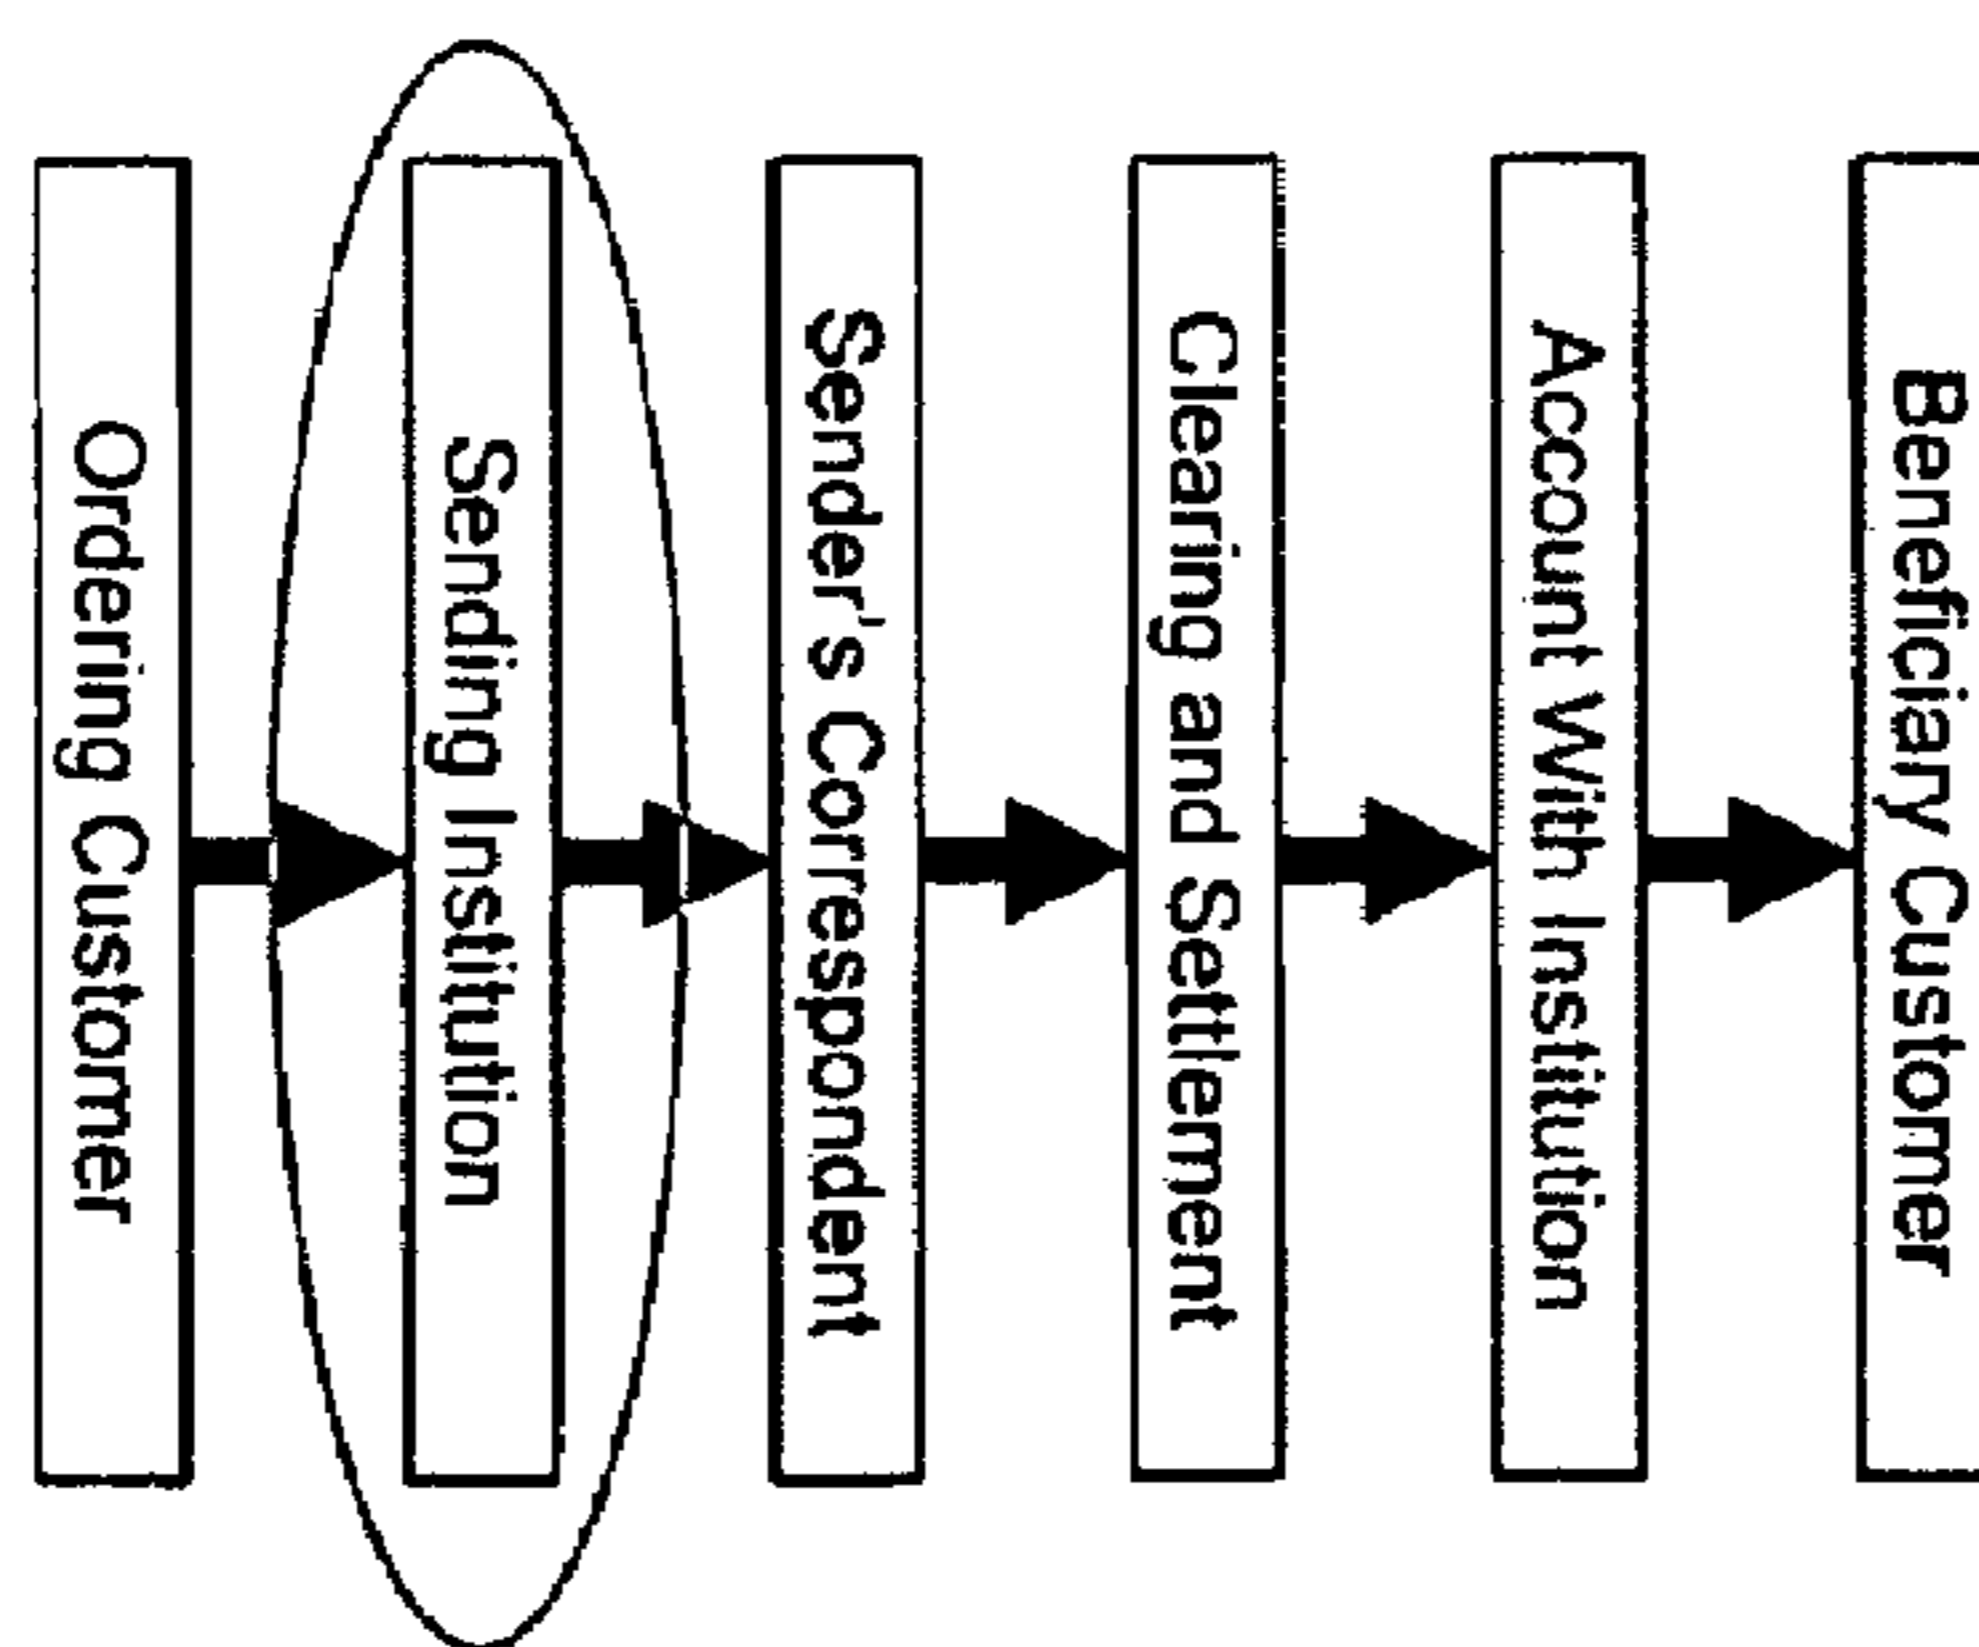 Beneficiary Customer
Account With Institution
Clearing and Settlement
Sender's Correspondent
Sending Institution
Ordering Customer